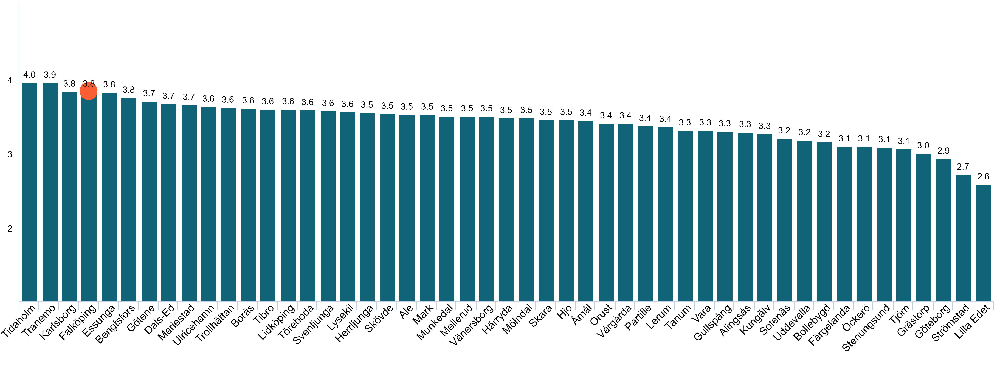 4.0 3.9 3.8 3.8 3.8 3.8 3.7 3.7 3.7 3.6 3.6 3.6 3.6 3.6 3.6 3.6 3.6 3.5 3.5 3.5 3.5 3.5 3.5 3.5 3.5 3.5 3.5 3.5 3.4 3.4 3.4 3.4 3.4 3.3 3.3 3.3 3.3 3.3 3.2 3.2 3.2 3.1 3.1 3.1 3.1 3.0 2.9 2.7 2.6
4
3
2
Tidaholm
Tranemo
Karlsborg
Falköping
Essunga
Bengtsfors
Götene
Dals-Ed
Mariestad
Ulricehamn
Trollhättan
Borås
Tibro
Lidköping
Töreboda
Svenljunga
Lysekil
Herrljunga
Skövde
Ale
Mark
Munkedal
Mellerud
Vänersborg
Härryda
Mölndal
Skara
Hjo
Åmål
Orust
Vårgårda
Partille
Lerum
Tanum
Vara
Gullspång
Alingsås
Kungälv
Sotenäs
Uddevalla
Bollebygd
Färgelanda
Öckerö
Stenungsund
Tjörn
Grästorp
Göteborg
Strömstad
Lilla Edet